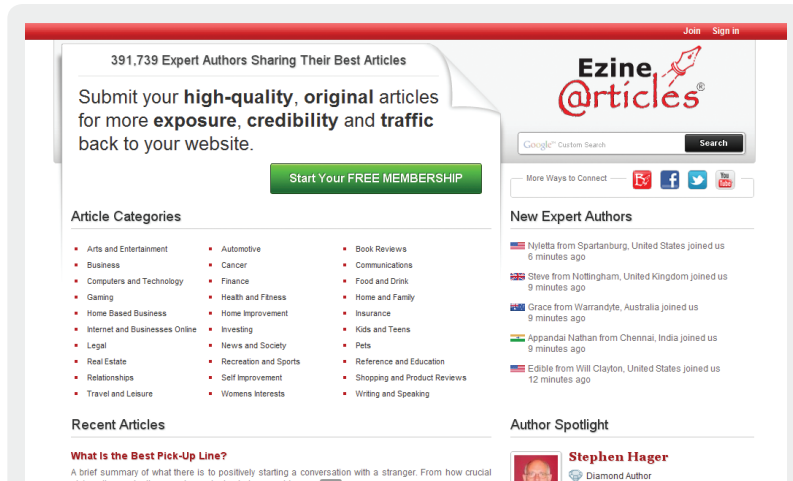 Join Sign in
391,739 Expert Authors Sharing Their Best Articles
Submit your high-quality, original articles
for more exposure, credibility and traffic
back to your website.
Start Your FREE MEMBERSHIP
Ezine
@rticles®
Google™ Custom Search
Search
More Ways to Connect
You
Tube
Article Categories
Arts and Entertainment
Business
Computers and Technology
Gaming
Home Based Business
Internet and Businesses Online
Legal
Real Estate
Relationships
Travel and Leisure
Automotive
Cancer
Finance
Health and Fitness
Home Improvement
Investing
News and Society
Recreation and Sports
Self Improvement
Womens Interests
Book Reviews
Communications
Food and Drink
Home and Family
Insurance
Kids and Teens
Pets
Reference and Education
Shopping and Product Reviews
Writing and Speaking
New Expert Authors
Nyletta from Spartanburg, United States joined us
6 minutes ago
Steve from Nottingham, United Kingdom joined us
9 minutes ago
Grace from Warrandyte, Australia joined us
9 minutes ago
Appandai Nathan from Chennai, India joined us
9 minutes ago
Edible from Will Clayton, United States joined us
12 minutes ago
Recent Articles
What Is the Best Pick-Up Line?
A brief summary of what there is to positively starting a conversation with a stranger. From how crucial
Author Spotlight
Stephen Hager
Diamond Author